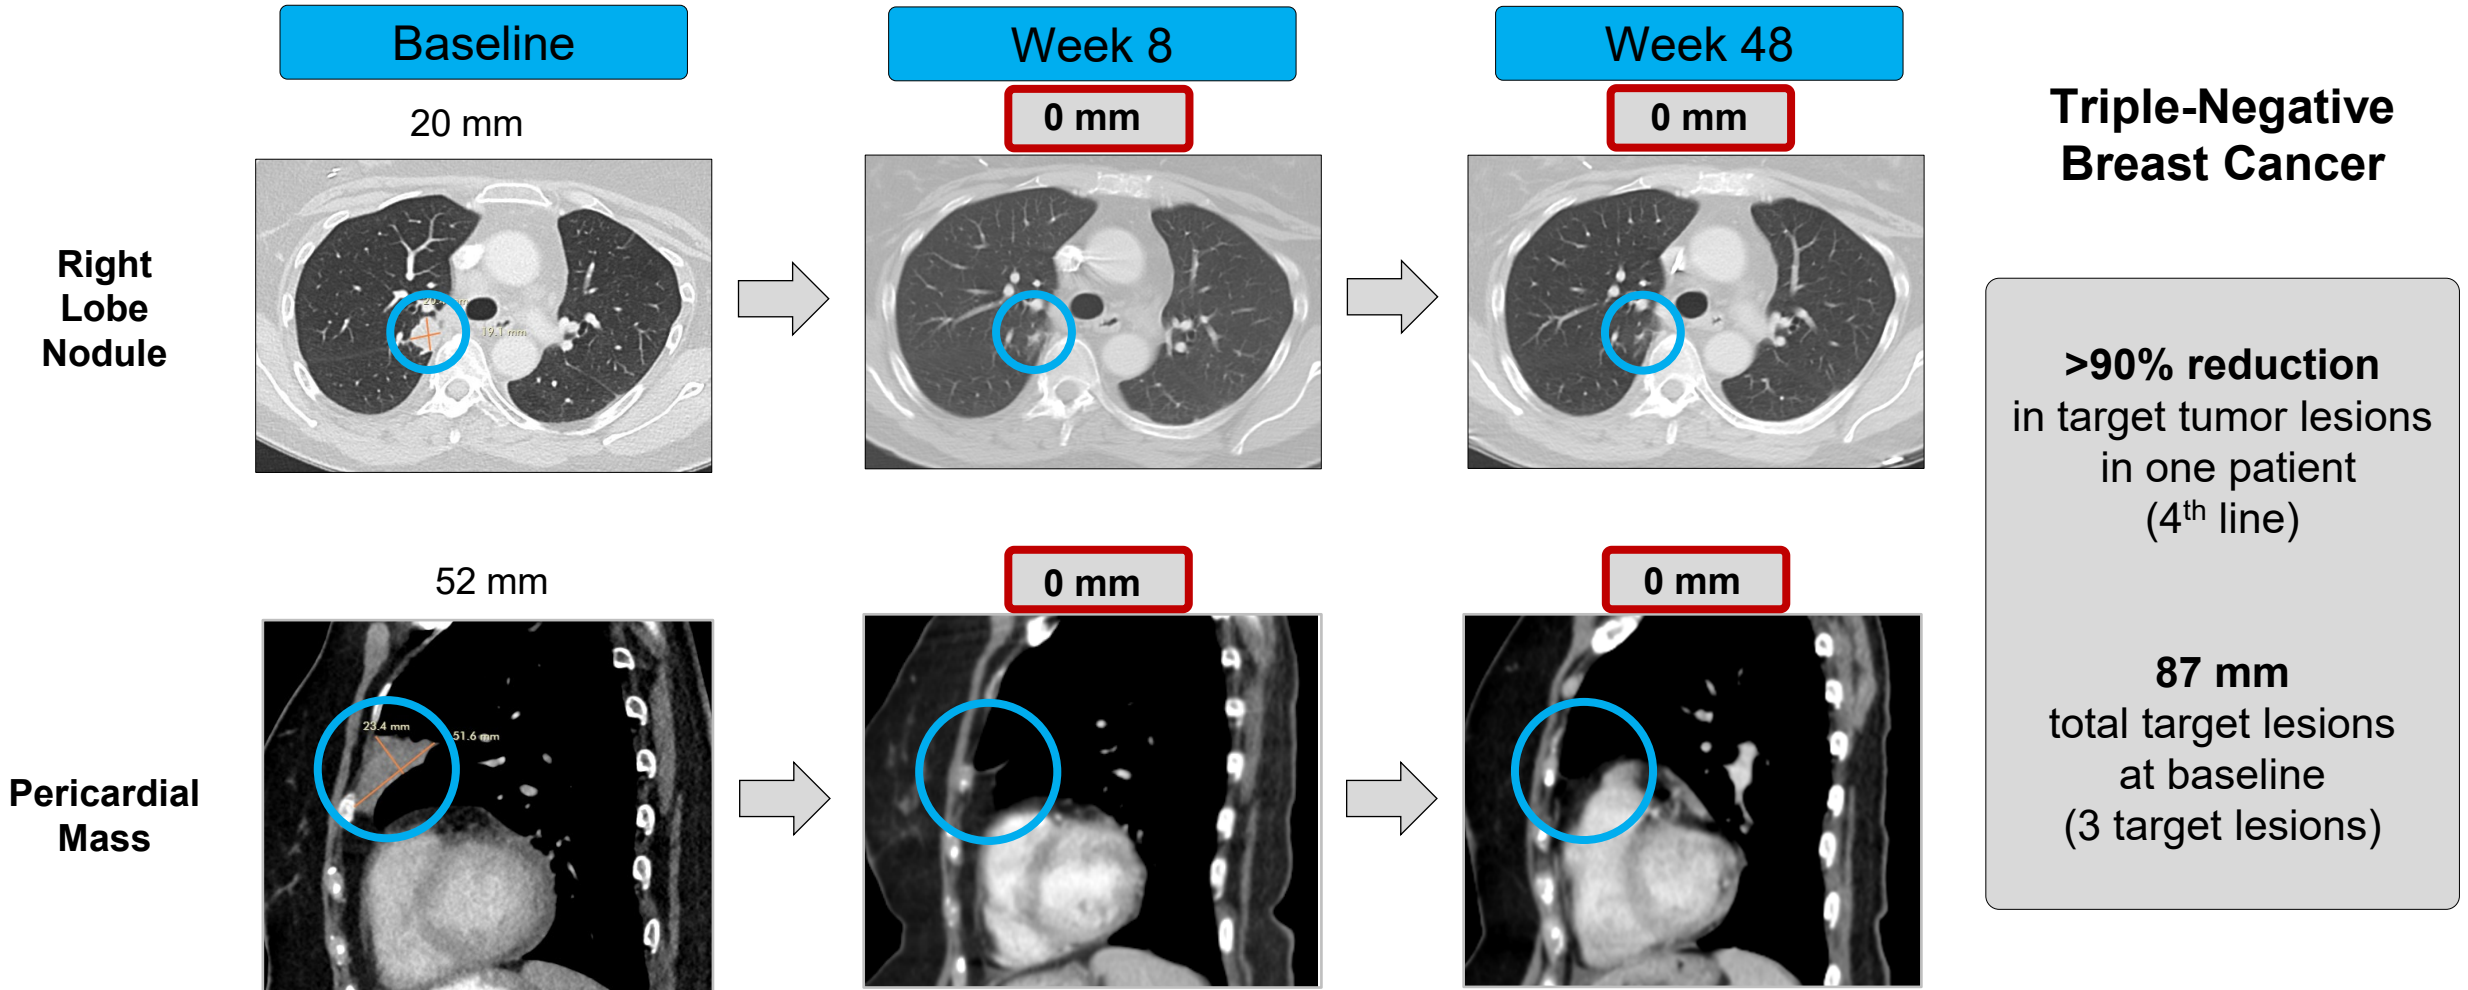 Baseline
Week 8
Week 48
20 mm
0 mm
0 mm
Triple-Negative
Breast Cancer
Right
Lobe
Nodule
19.1 mm
>90% reduction
in target tumor lesions
in one patient
(4th line)
52 mm
0 mm
0 mm
Pericardial
Mass
23.4 mm
51.6 mm
87 mm
total target lesions
at baseline
(3 target lesions)